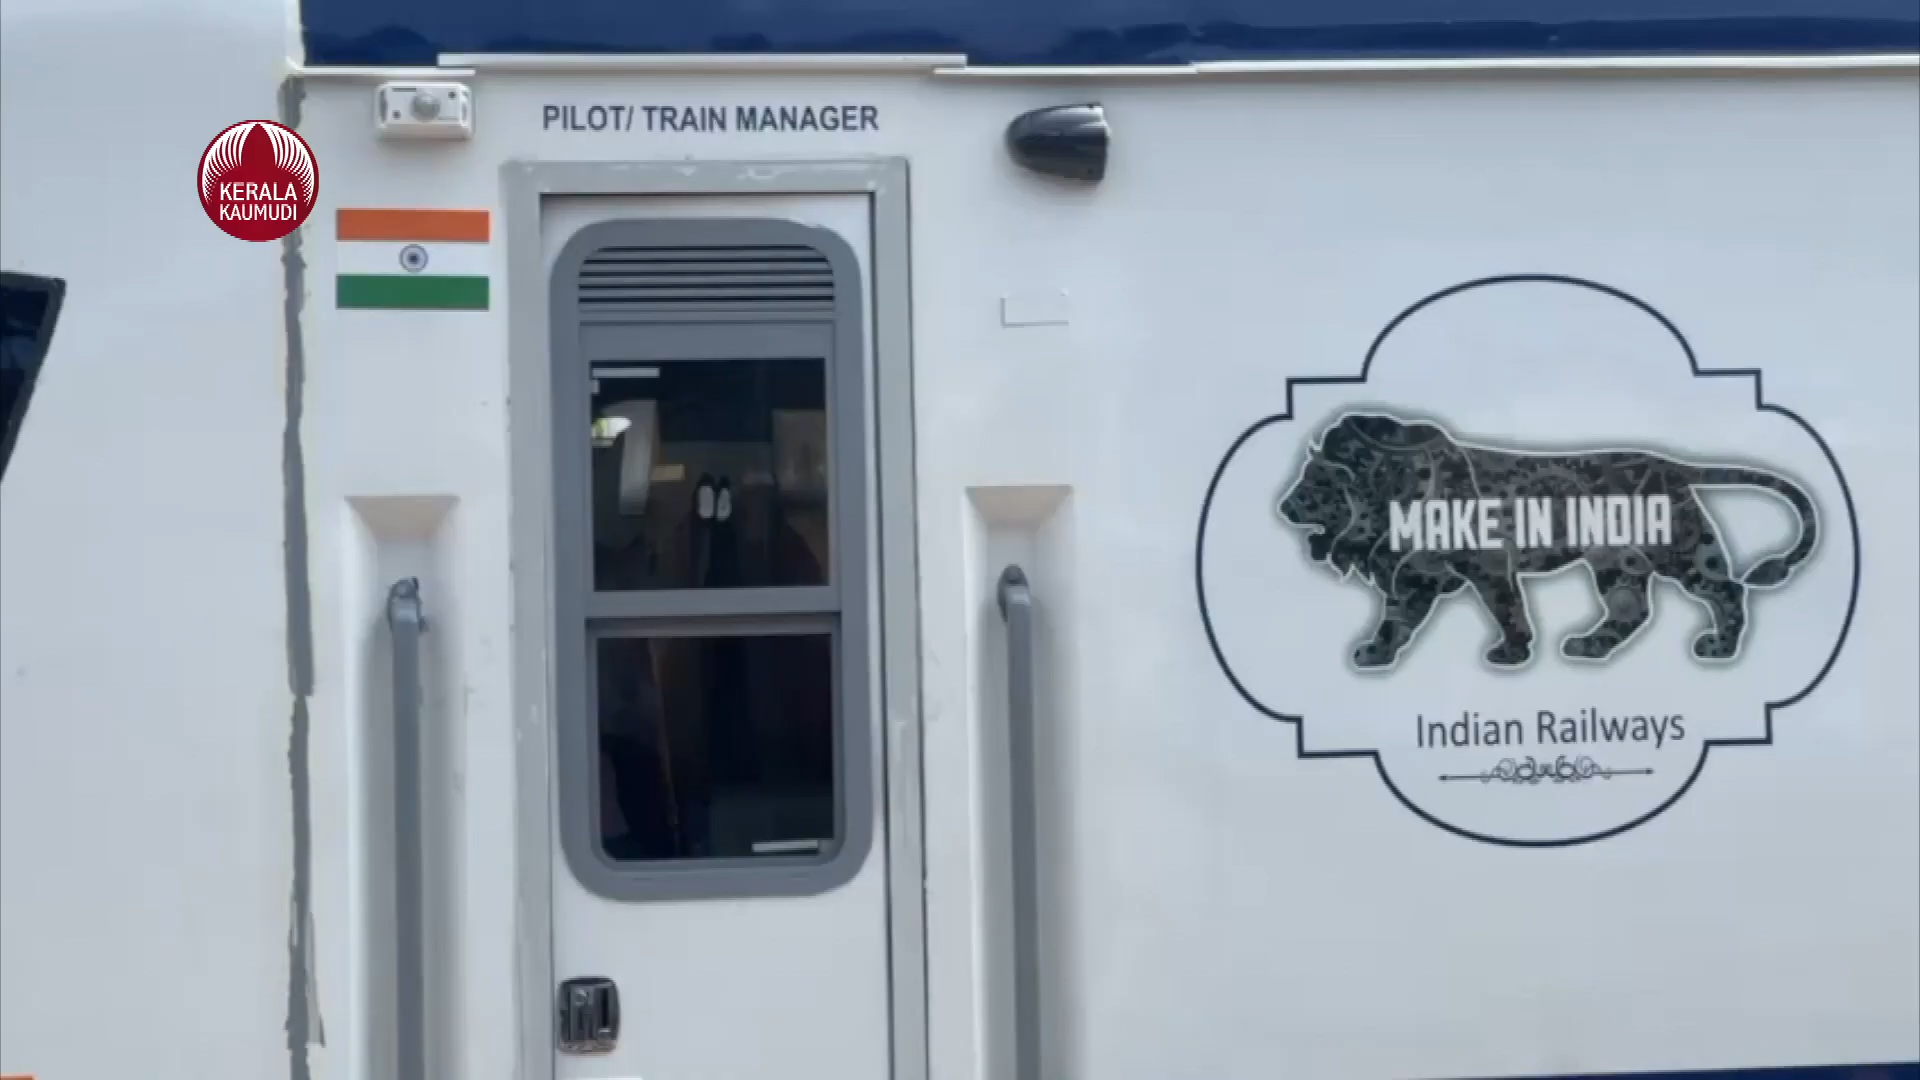 PILOT/ TRAIN MANAGER
KERALA
KAUMUDI
MAKE IN INDIA
Indian Railways